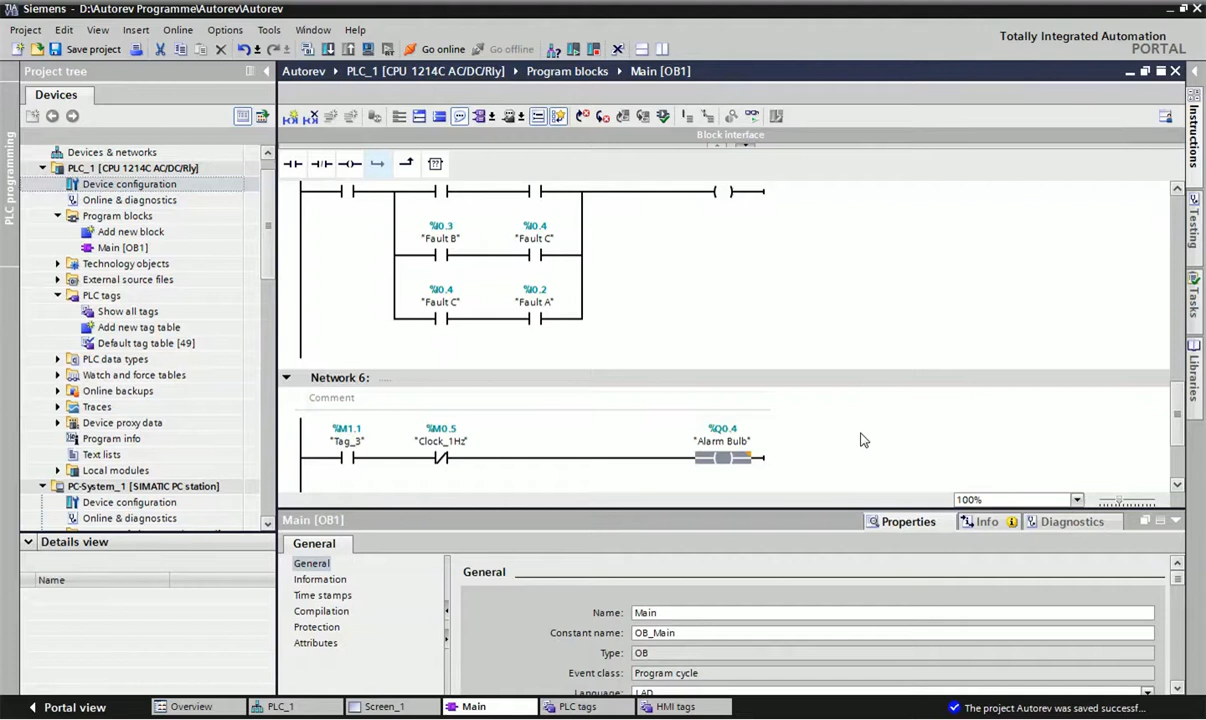 TIA V13
Siemens - D:\Autorev Programme\Autorev\Autorev
Project Edit View Insert Online Options Tools Window Help
Totally Integrated Automation
PORTAL
Save project Go online Go offline
Project tree
Autorev PLC_1 [CPU 1214C AC/DC/Rly] Program blocks Main [OB1]
Devices
Block interface
PLC programming
Devices & networks
PLC_1 [CPU 1214C AC/DC/Rly]
Device configuration
Online & diagnostics
Program blocks
Add new block
Main [OB1]
Technology objects
External source files
PLC tags
Show all tags
Add new tag table
Default tag table [49]
PLC data types
Watch and force tables
Online backups
Traces
Device proxy data
Program info
Text lists
Local modules
PC-System_1 [SIMATIC PC station]
Device configuration
Online & diagnostics
Details view
Name
??
%I0.3 %I0.4
"Fault B" "Fault C"
%I0.4 %I0.2
"Fault C" "Fault A"
Network 6: .....
Comment
%M1.1 %M0.5 %Q0.4
"Tag_3" "Clock_1Hz" "Alarm Bulb"
100%
Instructions
Testing
Tasks
Libraries
Main [OB1]
Properties Info Diagnostics
General
General
Information
Time stamps
Compilation
Protection
Attributes
General
Name: Main
Constant name: OB_Main
Type: OB
Event class: Program cycle
Language: LAD
Portal view Overview PLC_1 Screen_1 Main PLC tags HMI tags The project Autorev was saved successf...